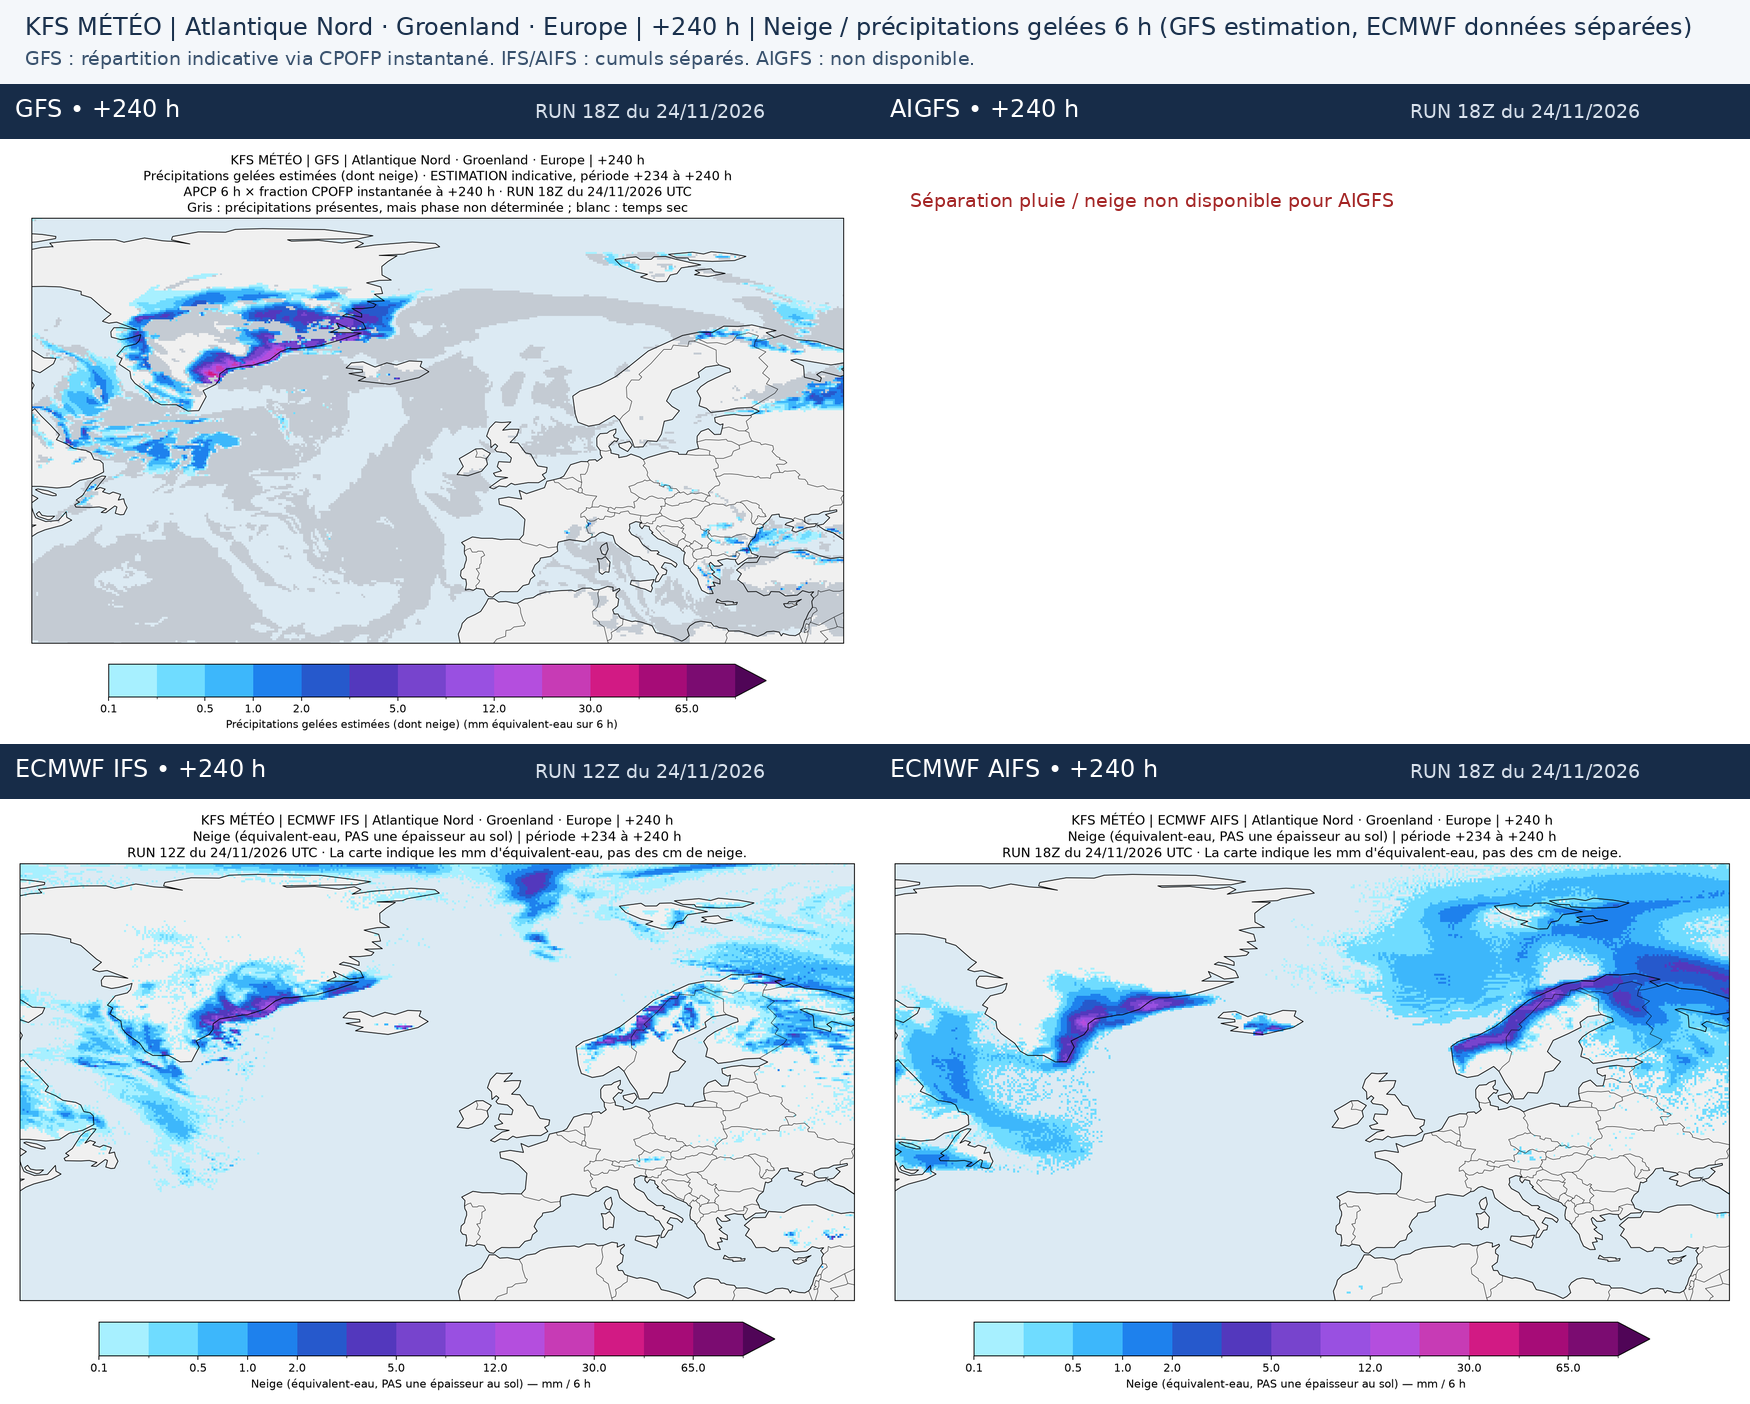 KFS MÉTÉO | Atlantique Nord · Groenland · Europe | +240 h | Neige / précipitations gelées 6 h (GFS estimation, ECMWF données séparées)
GFS : répartition indicative via CPOFP instantané. IFS/AIFS : cumuls séparés. AIGFS : non disponible.
GFS • +240 h
RUN 18Z du 24/11/2026
AIGFS • +240 h
RUN 18Z du 24/11/2026
KFS MÉTÉO | GFS | Atlantique Nord · Groenland · Europe | +240 h
Précipitations gelées estimées (dont neige) · ESTIMATION indicative, période +234 à +240 h
APCP 6 h × fraction CPOFP instantanée à +240 h · RUN 18Z du 24/11/2026 UTC
Gris : précipitations présentes, mais phase non déterminée ; blanc : temps sec
Séparation pluie / neige non disponible pour AIGFS
0.1 0.5 1.0 2.0 5.0 12.0 30.0 65.0
Précipitations gelées estimées (dont neige) (mm équivalent-eau sur 6 h)
ECMWF IFS • +240 h
RUN 12Z du 24/11/2026
ECMWF AIFS • +240 h
RUN 18Z du 24/11/2026
KFS MÉTÉO | ECMWF IFS | Atlantique Nord · Groenland · Europe | +240 h
Neige (équivalent-eau, PAS une épaisseur au sol) | période +234 à +240 h
RUN 12Z du 24/11/2026 UTC · La carte indique les mm d'équivalent-eau, pas des cm de neige.
KFS MÉTÉO | ECMWF AIFS | Atlantique Nord · Groenland · Europe | +240 h
Neige (équivalent-eau, PAS une épaisseur au sol) | période +234 à +240 h
RUN 18Z du 24/11/2026 UTC · La carte indique les mm d'équivalent-eau, pas des cm de neige.
0.1 0.5 1.0 2.0 5.0 12.0 30.0 65.0
Neige (équivalent-eau, PAS une épaisseur au sol) — mm / 6 h
0.1 0.5 1.0 2.0 5.0 12.0 30.0 65.0
Neige (équivalent-eau, PAS une épaisseur au sol) — mm / 6 h